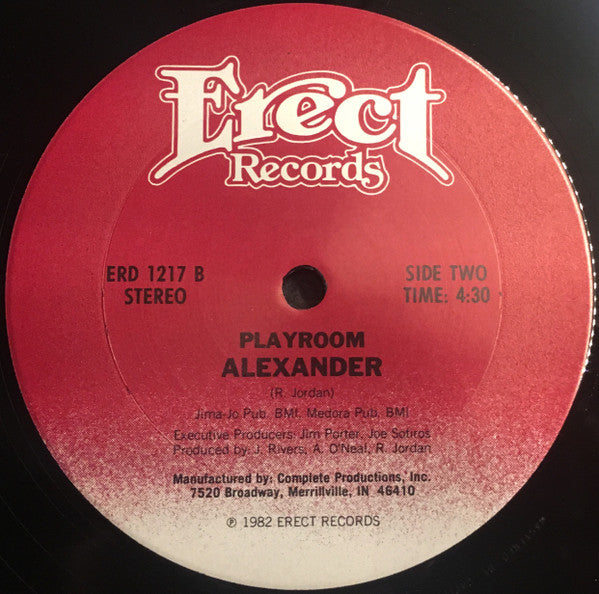 Erect
Records
ERD 1217 B
STEREO
SIDE TWO
TIME: 4:30
PLAYROOM
ALEXANDER
(R. Jordan)
Jima-Jo Pub. BMI, Medora Pub. BMI
Executive Producers: Jim Porter, Joe Sotiros
Produced by: J. Rivers, A. O'Neal, R. Jordan
Manufactured by: Complete Productions, Inc.
7520 Broadway, Merrillville, IN 46410
℗ 1982 ERECT RECORDS